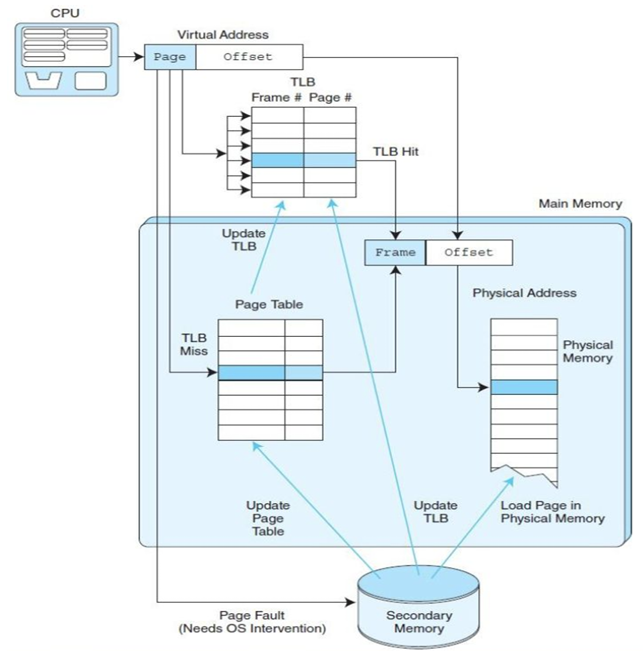 CPU
Virtual Address
Page
Offset
TLB
Frame #
Page #
TLB Hit
Main Memory
Update
TLB
Frame
Offset
Physical Address
Page Table
TLB
Miss
Physical
Memory
Update
Page
Table
Update
TLB
Load Page in
Physical Memory
Page Fault
(Needs OS Intervention)
Secondary
Memory